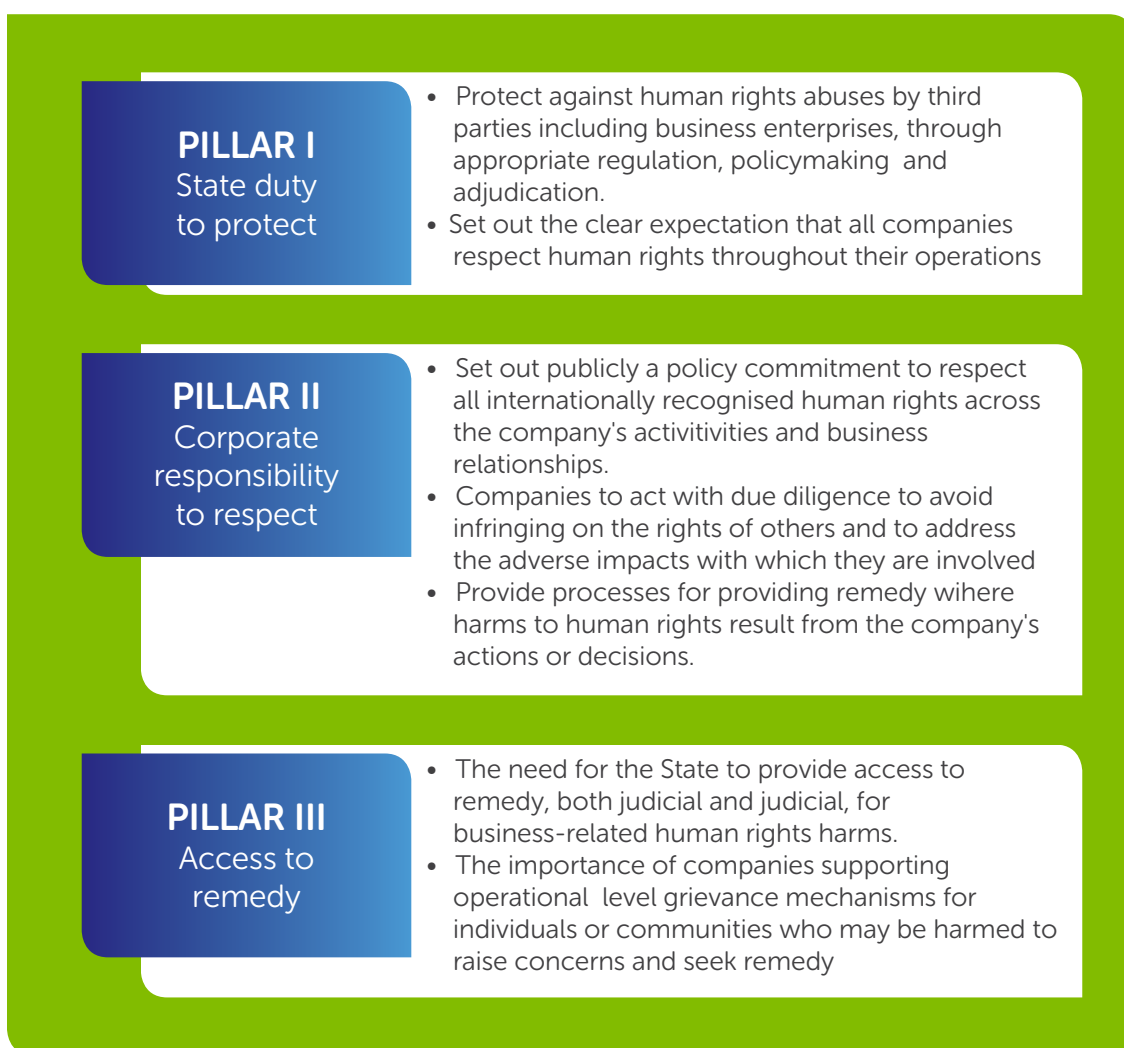 PILLAR I
State duty
to protect
• Protect against human rights abuses by third
parties including business enterprises, through
appropriate regulation, policymaking  and
adjudication.
• Set out the clear expectation that all companies
respect human rights throughout their operations
PILLAR II
Corporate
responsibility
to respect
• Set out publicly a policy commitment to respect
all internationally recognised human rights across
the company's activitivities and business
relationships.
• Companies to act with due diligence to avoid
infringing on the rights of others and to address
the adverse impacts with which they are involved
• Provide processes for providing remedy wihere
harms to human rights result from the company's
actions or decisions.
PILLAR III
Access to
remedy
• The need for the State to provide access to
remedy, both judicial and judicial, for
business-related human rights harms.
• The importance of companies supporting
operational  level grievance mechanisms for
individuals or communities who may be harmed to
raise concerns and seek remedy